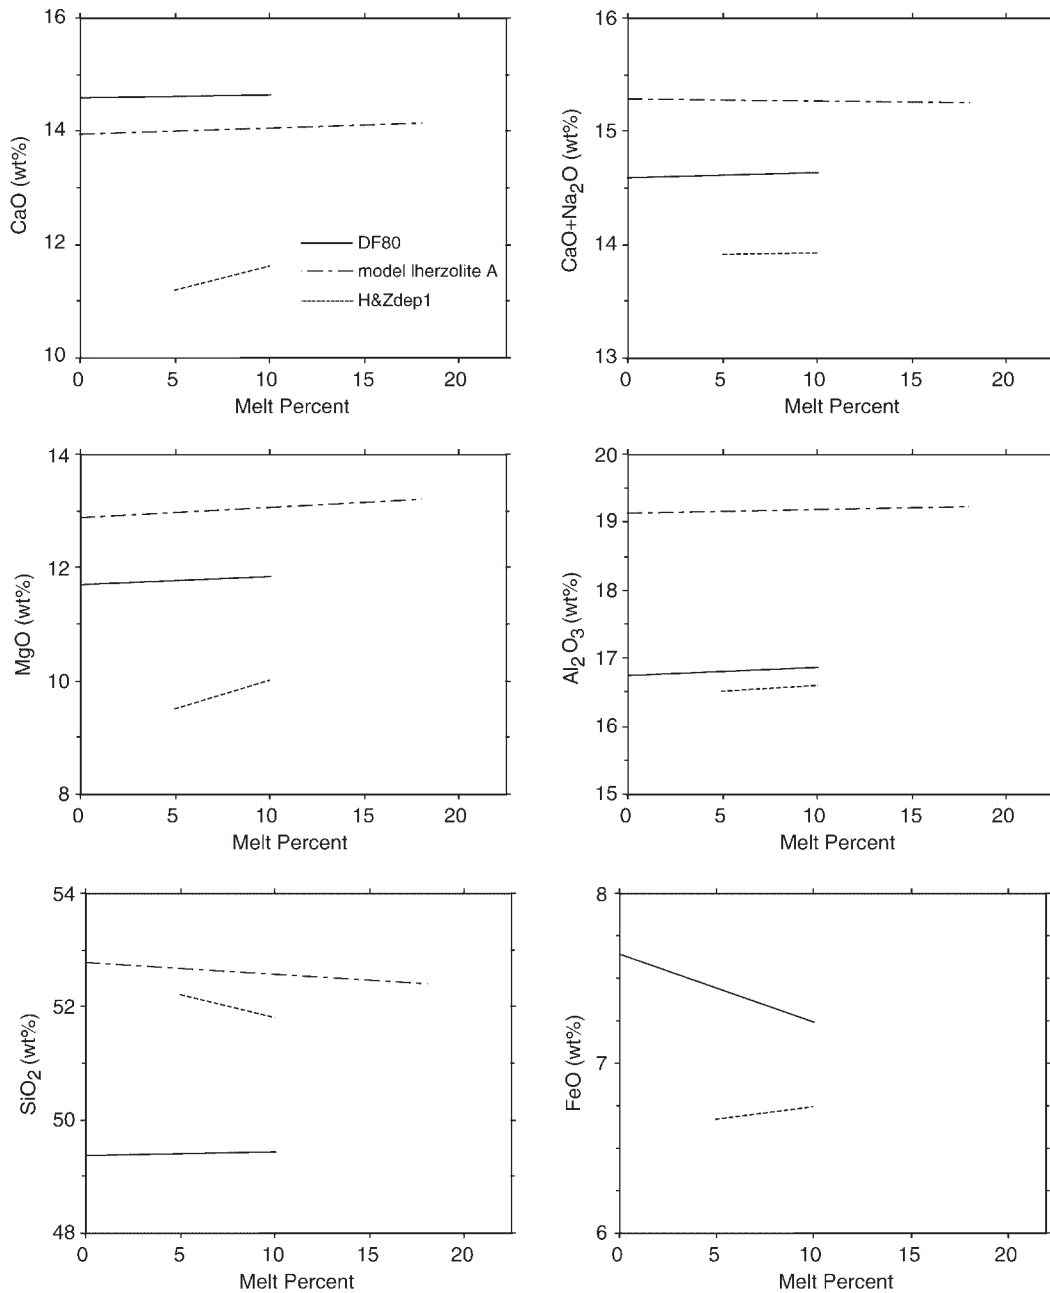 16
14
12
10
CaO (wt%)
DF80
model lherzolite A
H&Zdep1
0 5 10 15 20
Melt Percent
16
15
14
13
CaO+Na₂O (wt%)
0 5 10 15 20
Melt Percent
14
12
10
8
MgO (wt%)
0 5 10 15 20
Melt Percent
20
19
18
17
16
15
Al₂O₃ (wt%)
0 5 10 15 20
Melt Percent
54
52
50
48
SiO₂ (wt%)
0 5 10 15 20
Melt Percent
8
7
6
FeO (wt%)
0 5 10 15 20
Melt Percent